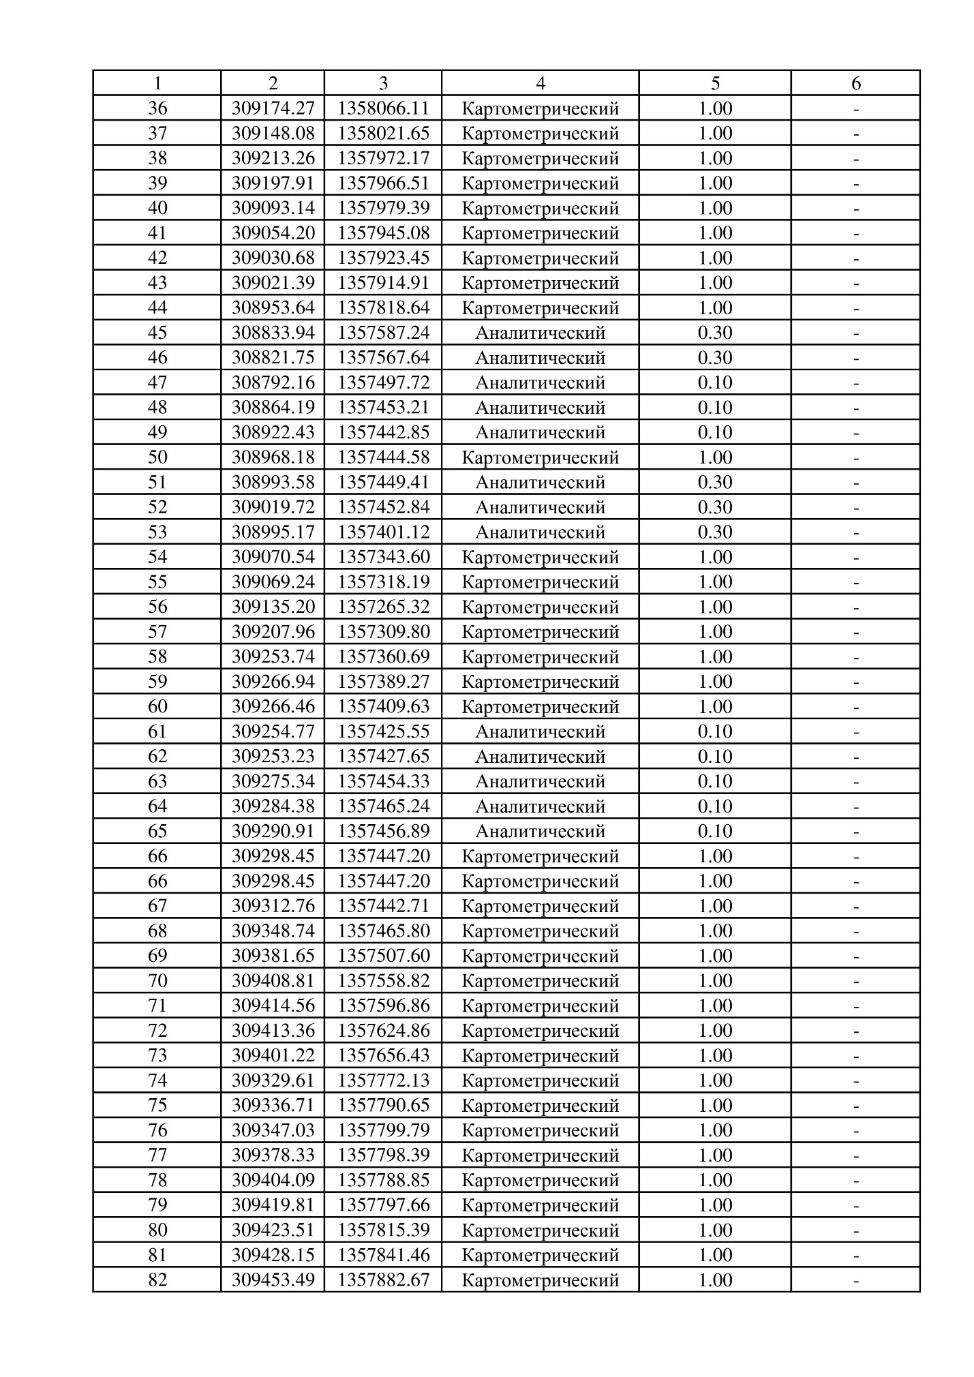 1 2 3 4 5 6
36 309174.27 1358066.11 Картометрический 1.00 -
37 309148.08 1358021.65 Картометрический 1.00 -
38 309213.26 1357972.17 Картометрический 1.00 -
39 309197.91 1357966.51 Картометрический 1.00 -
40 309093.14 1357979.39 Картометрический 1.00 -
41 309054.20 1357945.08 Картометрический 1.00 -
42 309030.68 1357923.45 Картометрический 1.00 -
43 309021.39 1357914.91 Картометрический 1.00 -
44 308953.64 1357818.64 Картометрический 1.00 -
45 308833.94 1357587.24 Аналитический 0.30 -
46 308821.75 1357567.64 Аналитический 0.30 -
47 308792.16 1357497.72 Аналитический 0.10 -
48 308864.19 1357453.21 Аналитический 0.10 -
49 308922.43 1357442.85 Аналитический 0.10 -
50 308968.18 1357444.58 Картометрический 1.00 -
51 308993.58 1357449.41 Аналитический 0.30 -
52 309019.72 1357452.84 Аналитический 0.30 -
53 308995.17 1357401.12 Аналитический 0.30 -
54 309070.54 1357343.60 Картометрический 1.00 -
55 309069.24 1357318.19 Картометрический 1.00 -
56 309135.20 1357265.32 Картометрический 1.00 -
57 309207.96 1357309.80 Картометрический 1.00 -
58 309253.74 1357360.69 Картометрический 1.00 -
59 309266.94 1357389.27 Картометрический 1.00 -
60 309266.46 1357409.63 Картометрический 1.00 -
61 309254.77 1357425.55 Аналитический 0.10 -
62 309253.23 1357427.65 Аналитический 0.10 -
63 309275.34 1357454.33 Аналитический 0.10 -
64 309284.38 1357465.24 Аналитический 0.10 -
65 309290.91 1357456.89 Аналитический 0.10 -
66 309298.45 1357447.20 Картометрический 1.00 -
66 309298.45 1357447.20 Картометрический 1.00 -
67 309312.76 1357442.71 Картометрический 1.00 -
68 309348.74 1357465.80 Картометрический 1.00 -
69 309381.65 1357507.60 Картометрический 1.00 -
70 309408.81 1357558.82 Картометрический 1.00 -
71 309414.56 1357596.86 Картометрический 1.00 -
72 309413.36 1357624.86 Картометрический 1.00 -
73 309401.22 1357656.43 Картометрический 1.00 -
74 309329.61 1357772.13 Картометрический 1.00 -
75 309336.71 1357790.65 Картометрический 1.00 -
76 309347.03 1357799.79 Картометрический 1.00 -
77 309378.33 1357798.39 Картометрический 1.00 -
78 309404.09 1357788.85 Картометрический 1.00 -
79 309419.81 1357797.66 Картометрический 1.00 -
80 309423.51 1357815.39 Картометрический 1.00 -
81 309428.15 1357841.46 Картометрический 1.00 -
82 309453.49 1357882.67 Картометрический 1.00 -